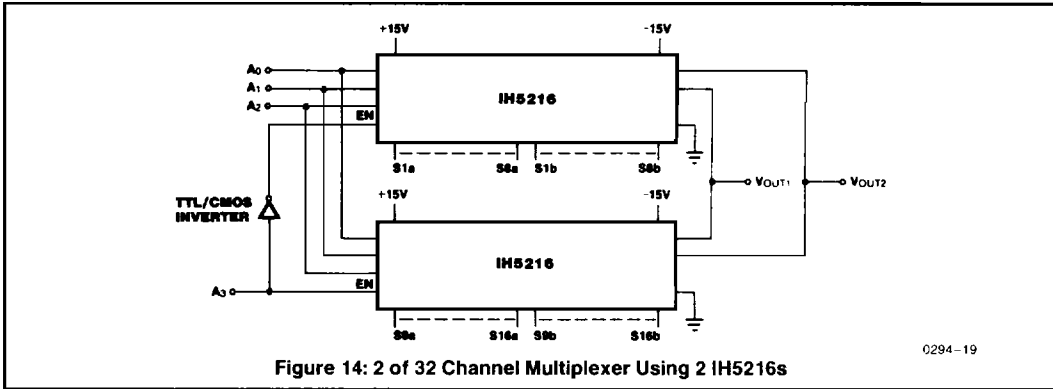 +15V -15V
A0
A1
A2
EN
IH5216
S1a S8a S1b S8b
VOUT1 VOUT2
TTL/CMOS
INVERTER
+15V -15V
IH5216
EN
A3
S9a S16a S9b S16b
0294-19
Figure 14: 2 of 32 Channel Multiplexer Using 2 IH5216s